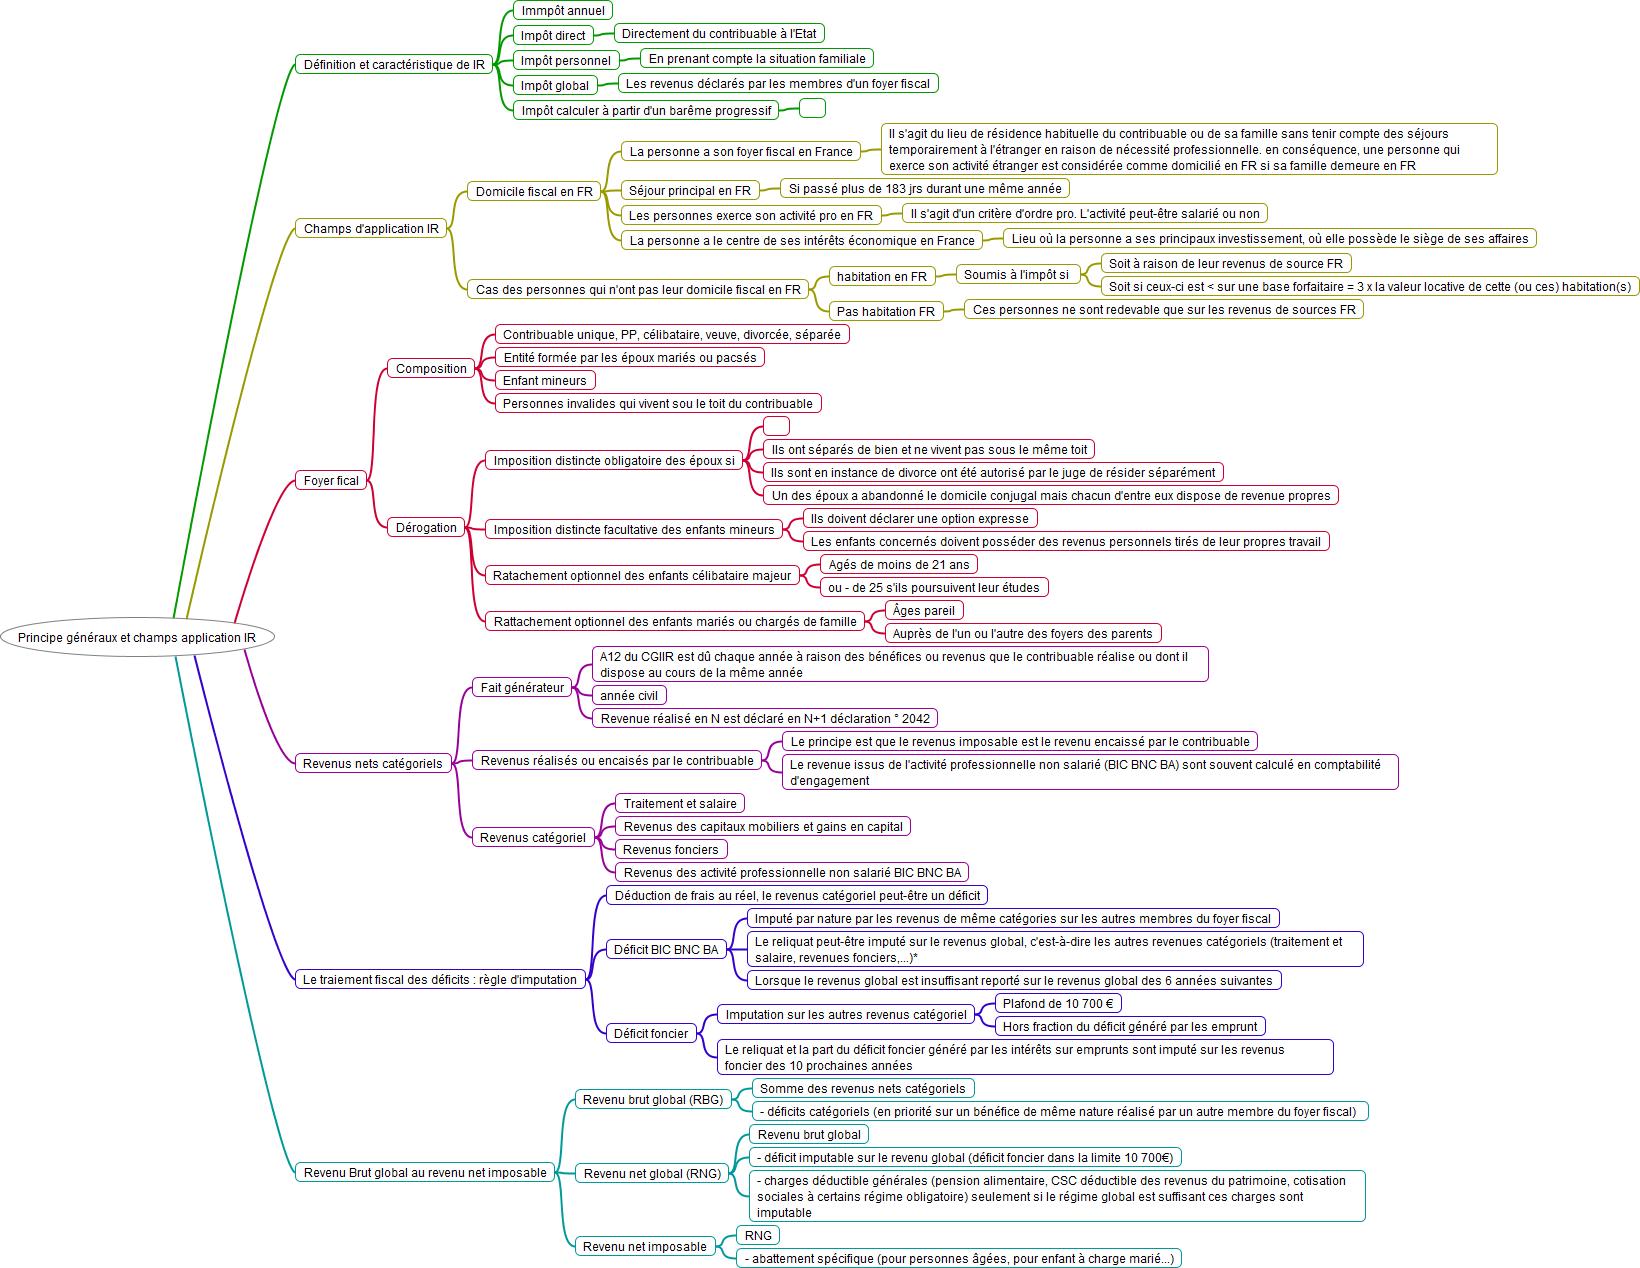 Principe généraux et champs application IR
Définition et caractéristique de IR
Immpôt annuel
Impôt direct
Directement du contribuable à l'Etat
Impôt personnel
En prenant compte la situation familiale
Impôt global
Les revenus déclarés par les membres d'un foyer fiscal
Impôt calculer à partir d'un barême progressif
Champs d'application IR
Domicile fiscal en FR
La personne a son foyer fiscal en France
Il s'agit du lieu de résidence habituelle du contribuable ou de sa famille sans tenir compte des séjours
temporairement à l'étranger en raison de nécessité professionnelle. en conséquence, une personne qui
exerce son activité étranger est considérée comme domicilié en FR si sa famille demeure en FR
Séjour principal en FR
Si passé plus de 183 jrs durant une même année
Les personnes exerce son activité pro en FR
Il s'agit d'un critère d'ordre pro. L'activité peut-être salarié ou non
La personne a le centre de ses intérêts économique en France
Lieu où la personne a ses principaux investissement, où elle possède le siège de ses affaires
Cas des personnes qui n'ont pas leur domicile fiscal en FR
habitation en FR
Soumis à l'impôt si
Soit à raison de leur revenus de source FR
Soit si ceux-ci est < sur une base forfaitaire = 3 x la valeur locative de cette (ou ces) habitation(s)
Pas habitation FR
Ces personnes ne sont redevable que sur les revenus de sources FR
Foyer fical
Composition
Contribuable unique, PP, célibataire, veuve, divorcée, séparée
Entité formée par les époux mariés ou pacsés
Enfant mineurs
Personnes invalides qui vivent sou le toit du contribuable
Dérogation
Imposition distincte obligatoire des époux si
Ils ont séparés de bien et ne vivent pas sous le même toit
Ils sont en instance de divorce ont été autorisé par le juge de résider séparément
Un des époux a abandonné le domicile conjugal mais chacun d'entre eux dispose de revenue propres
Imposition distincte facultative des enfants mineurs
Ils doivent déclarer une option expresse
Les enfants concernés doivent posséder des revenus personnels tirés de leur propres travail
Ratachement optionnel des enfants célibataire majeur
Agés de moins de 21 ans
ou - de 25 s'ils poursuivent leur études
Rattachement optionnel des enfants mariés ou chargés de famille
Âges pareil
Auprès de l'un ou l'autre des foyers des parents
Revenus nets catégoriels
Fait générateur
A12 du CGIIR est dû chaque année à raison des bénéfices ou revenus que le contribuable réalise ou dont il
dispose au cours de la même année
année civil
Revenue réalisé en N est déclaré en N+1 déclaration ° 2042
Revenus réalisés ou encaisés par le contribuable
Le principe est que le revenus imposable est le revenu encaissé par le contribuable
Le revenue issus de l'activité professionnelle non salarié (BIC BNC BA) sont souvent calculé en comptabilité
d'engagement
Revenus catégoriel
Traitement et salaire
Revenus des capitaux mobiliers et gains en capital
Revenus fonciers
Revenus des activité professionnelle non salarié BIC BNC BA
Le traiement fiscal des déficits : règle d'imputation
Déduction de frais au réel, le revenus catégoriel peut-être un déficit
Déficit BIC BNC BA
Imputé par nature par les revenus de même catégories sur les autres membres du foyer fiscal
Le reliquat peut-être imputé sur le revenus global, c'est-à-dire les autres revenues catégoriels (traitement et
salaire, revenues fonciers,...)*
Lorsque le revenus global est insuffisant reporté sur le revenus global des 6 années suivantes
Déficit foncier
Imputation sur les autres revenus catégoriel
Plafond de 10 700 €
Hors fraction du déficit généré par les emprunt
Le reliquat et la part du déficit foncier généré par les intérêts sur emprunts sont imputé sur les revenus
foncier des 10 prochaines années
Revenu Brut global au revenu net imposable
Revenu brut global (RBG)
Somme des revenus nets catégoriels
- déficits catégoriels (en priorité sur un bénéfice de même nature réalisé par un autre membre du foyer fiscal)
Revenu net global (RNG)
Revenu brut global
- déficit imputable sur le revenu global (déficit foncier dans la limite 10 700€)
- charges déductible générales (pension alimentaire, CSC déductible des revenus du patrimoine, cotisation
sociales à certains régime obligatoire) seulement si le régime global est suffisant ces charges sont
imputable
Revenu net imposable
RNG
- abattement spécifique (pour personnes âgées, pour enfant à charge marié...)